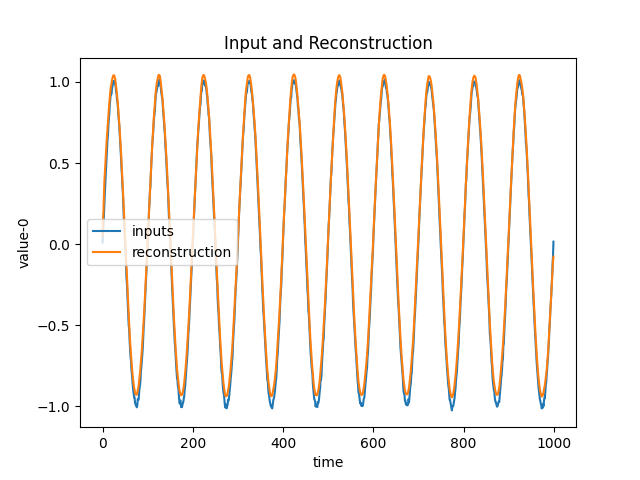 Input and Reconstruction
1.0
0.5
0.0
−0.5
−1.0
value-0
inputs
reconstruction
0 200 400 600 800 1000
time